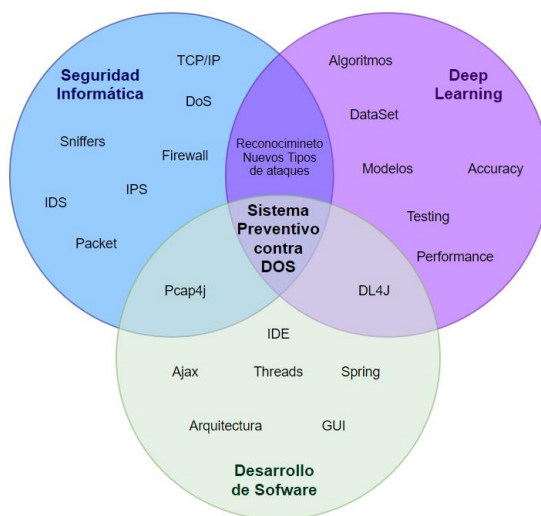 TCP/IP
Seguridad
Informática
DoS
Sniffers
Firewall
IPS
IDS
Packet
Algoritmos
Deep
Learning
DataSet
Modelos
Accuracy
Testing
Performance
Reconocimineto
Nuevos Tipos
de ataques
Sistema
Preventivo
contra
DOS
Pcap4j
DL4J
IDE
Ajax
Threads
Spring
Arquitectura
GUI
Desarrollo
de Sofware